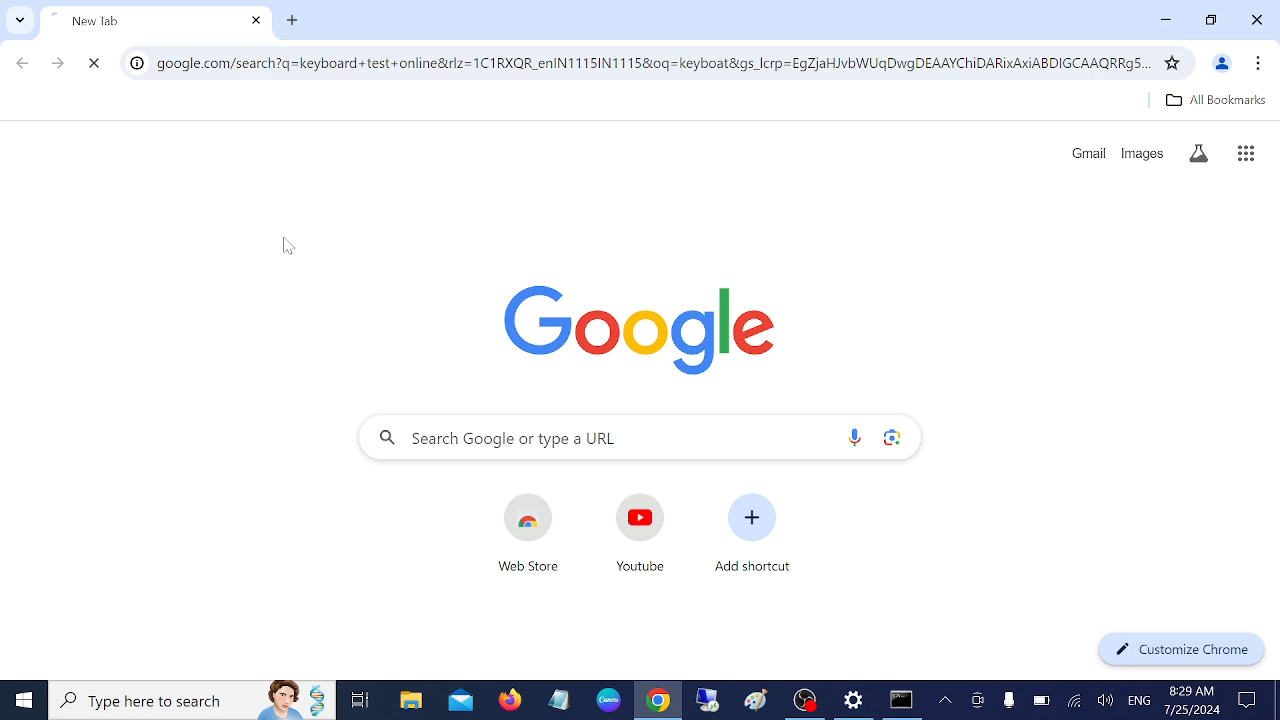 New Tab
google.com/search?q=keyboard+test+online&rlz=1C1RXQR_enIN1115IN1115&oq=keyboat&gs_lcrp=EgZjaHJvbWUqDwgDEAAYChiDARixAxiABDIGCAAQRRg5...
All Bookmarks
Gmail Images
Google
Search Google or type a URL
Web Store Youtube Add shortcut
Customize Chrome
Type here to search
Canva
ENG
8:29 AM
7/25/2024